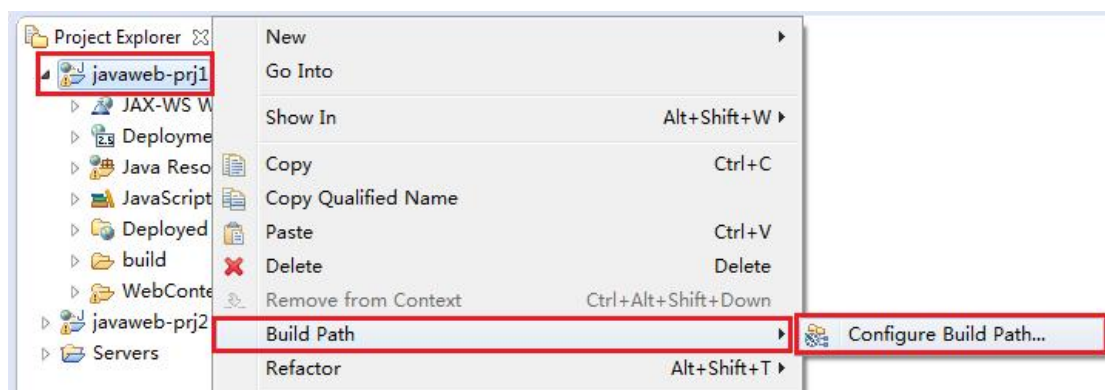 Project Explorer
javaweb-prj1
JAX-WS W
2.5 Deployme
Java Reso
JavaScript
Deployed
build
WebConte
javaweb-prj2
Servers
New
Go Into
Show In Alt+Shift+W
Copy Ctrl+C
Copy Qualified Name
Paste Ctrl+V
Delete Delete
Remove from Context Ctrl+Alt+Shift+Down
Build Path
Refactor Alt+Shift+T
Configure Build Path...